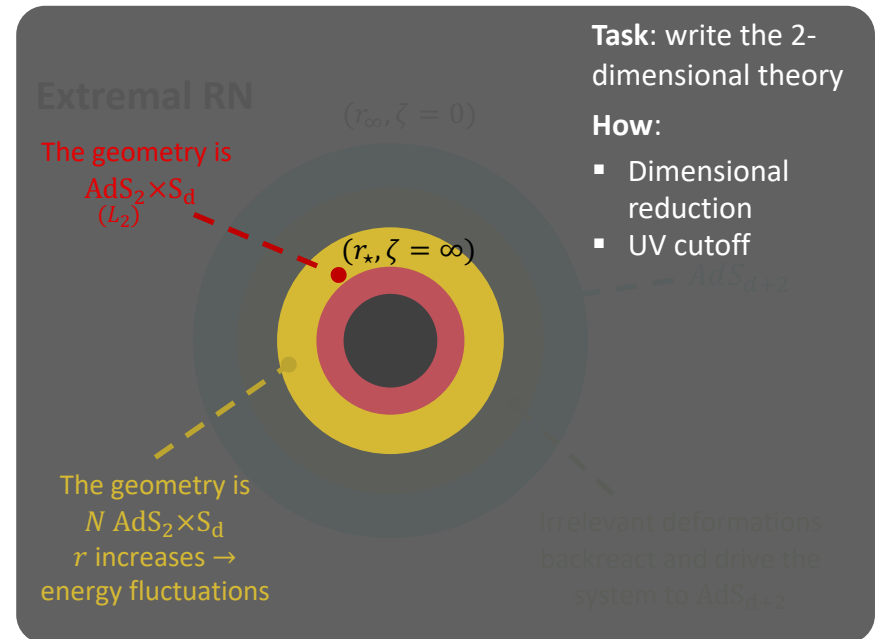 Task: write the 2-
dimensional theory
How:
▪ Dimensional
reduction
▪ UV cutoff
Extremal RN
(r∞, ζ = 0)
The geometry is
AdS₂×S_d
(L₂)
(r⋆, ζ = ∞)
AdS_{d+2}
The geometry is
N AdS₂×S_d
r increases →
energy fluctuations
Irrelevant deformations
backreact and drive the
system to AdS_{d+2}